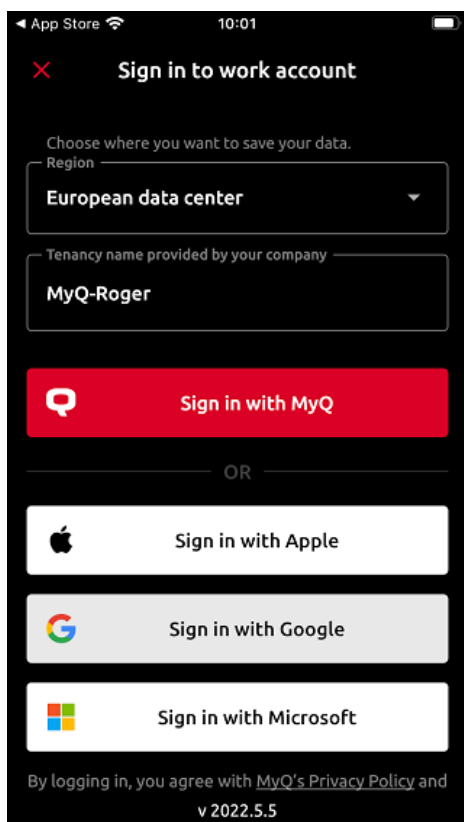 ◀ App Store 10:01
Sign in to work account
Choose where you want to save your data.
Region
European data center
Tenancy name provided by your company
MyQ-Roger
Sign in with MyQ
OR
Sign in with Apple
Sign in with Google
Sign in with Microsoft
By logging in, you agree with MyQ's Privacy Policy and
v 2022.5.5